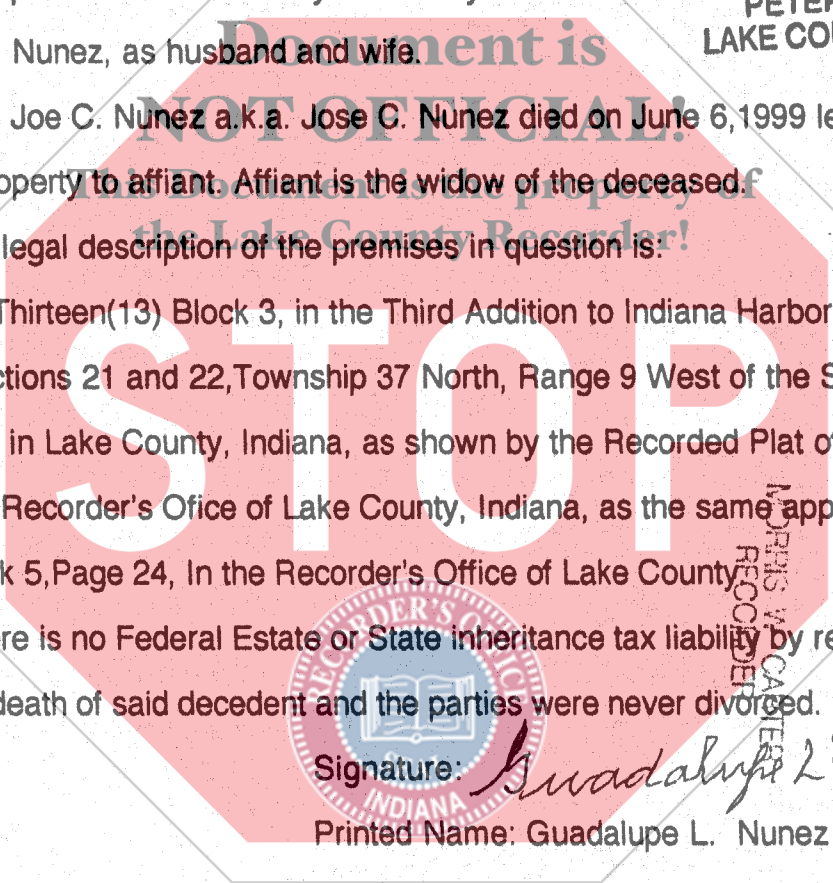 PETER
LAKE COU
Nunez, as husband and wife.
Document is
Joe C. Nunez a.k.a. Jose C. Nunez died on June 6,1999 le
NOT OFFICIAL!
operty to affiant. Affiant is the widow of the deceased.
This Document is the property of
legal description of the premises in question is:
the Lake County Recorder!
Thirteen(13) Block 3, in the Third Addition to Indiana Harbor
ctions 21 and 22,Township 37 North, Range 9 West of the S
STOP
in Lake County, Indiana, as shown by the Recorded Plat of
Recorder's Ofice of Lake County, Indiana, as the same app
k 5,Page 24, In the Recorder's Office of Lake County
MORRIS W. CARTER
RECORDER
re is no Federal Estate or State inheritance tax liability by re
death of said decedent and the parties were never divorced.
RECORDER'S OFFICE
INDIANA
Signature: Guadalupe L
Printed Name: Guadalupe L. Nunez